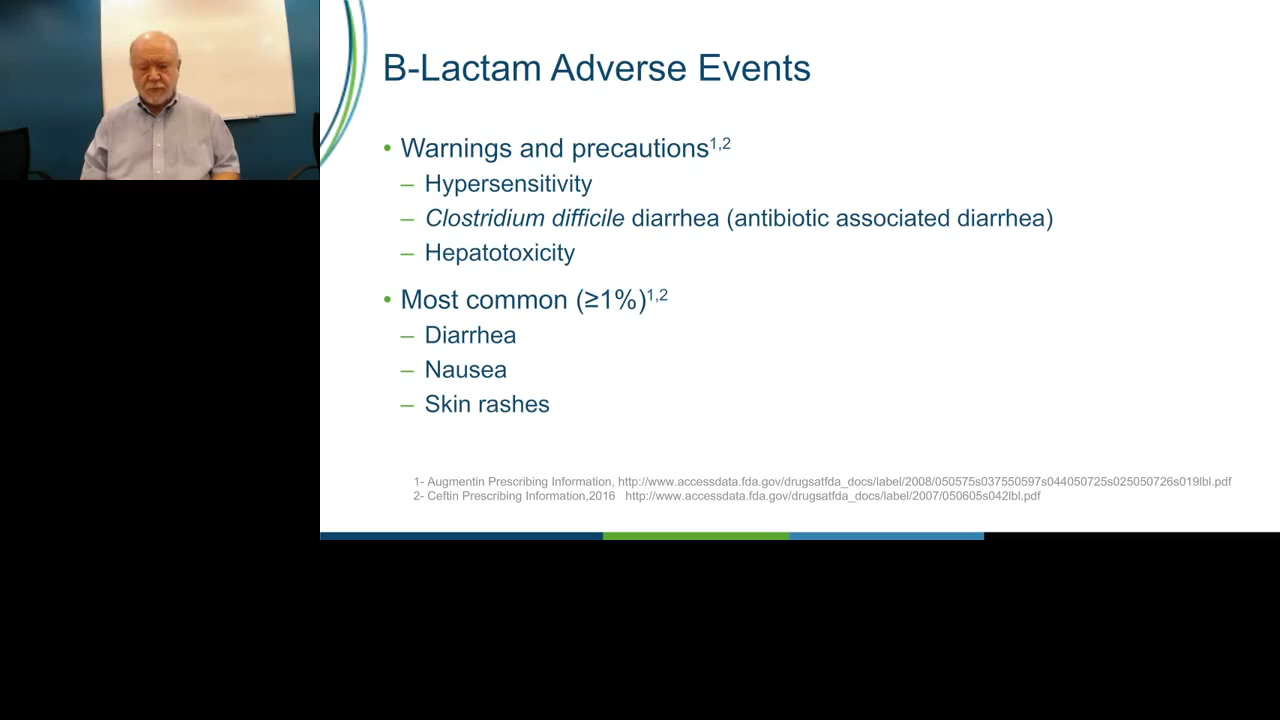 B-Lactam Adverse Events
• Warnings and precautions1,2
– Hypersensitivity
– Clostridium difficile diarrhea (antibiotic associated diarrhea)
– Hepatotoxicity
• Most common (≥1%)1,2
– Diarrhea
– Nausea
– Skin rashes
1- Augmentin Prescribing Information, http://www.accessdata.fda.gov/drugsatfda_docs/label/2008/050575s037550597s044050725s025050726s019lbl.pdf
2- Ceftin Prescribing Information,2016 http://www.accessdata.fda.gov/drugsatfda_docs/label/2007/050605s042lbl.pdf